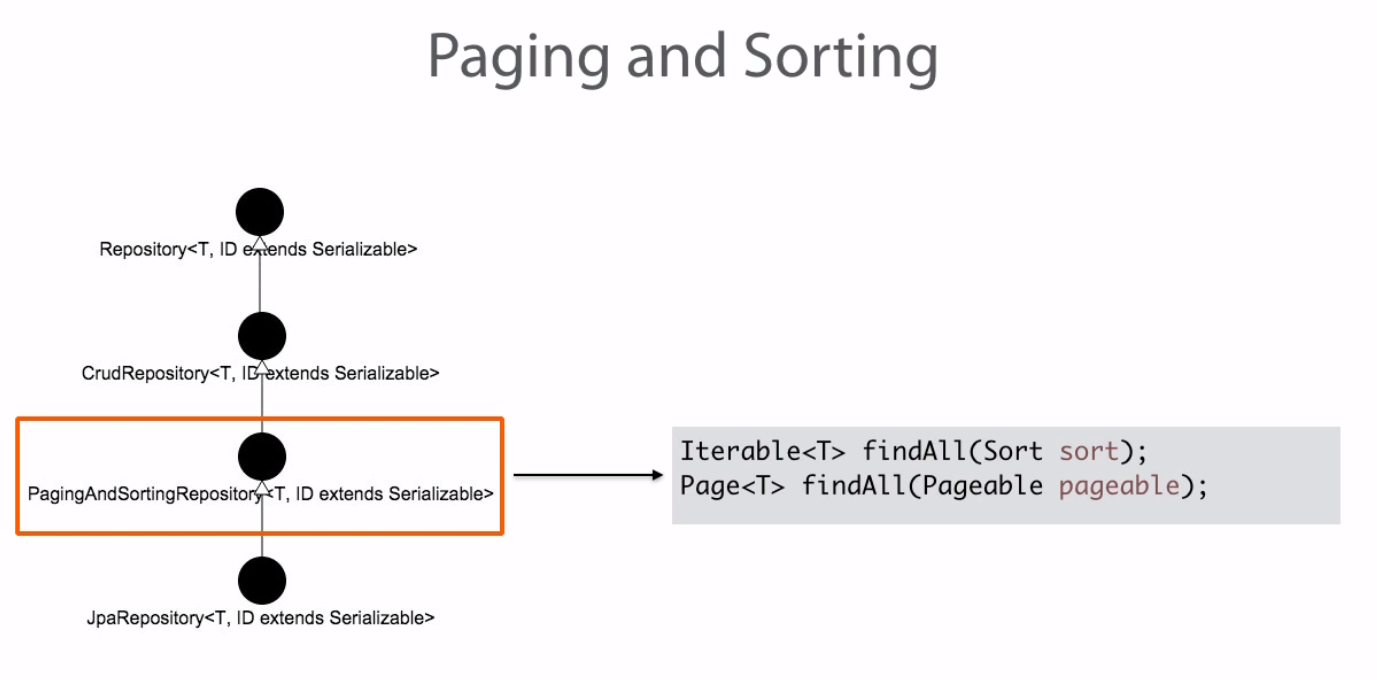 Paging and Sorting
Repository<T, ID extends Serializable>
CrudRepository<T, ID extends Serializable>
PagingAndSortingRepository<T, ID extends Serializable>
JpaRepository<T, ID extends Serializable>
Iterable<T> findAll(Sort sort);
Page<T> findAll(Pageable pageable);